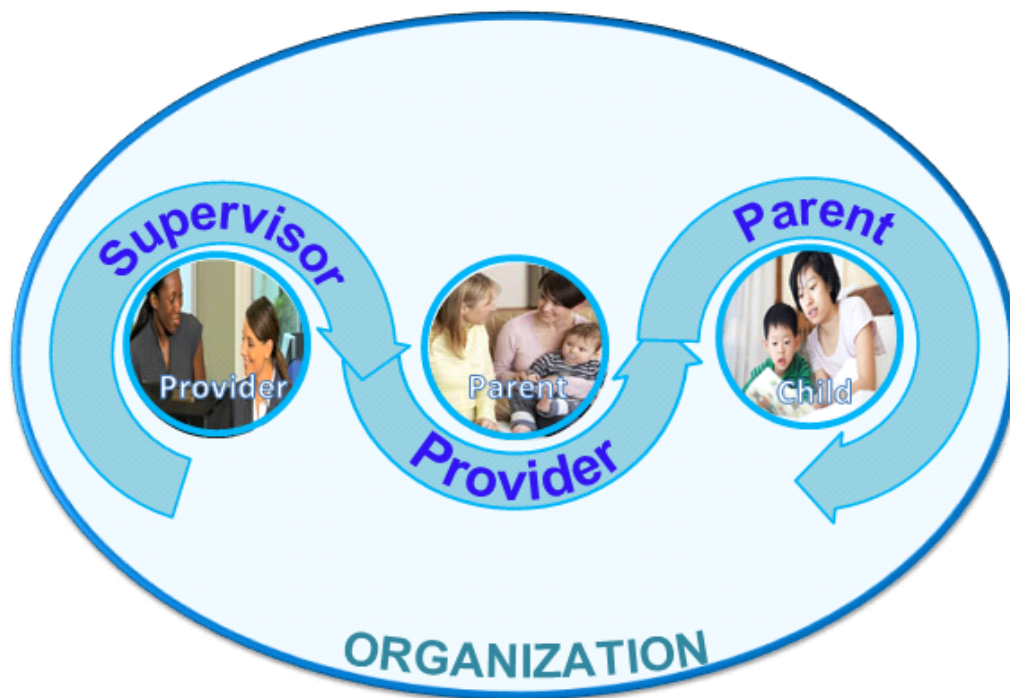 Supervisor
Provider
Provider
Parent
Parent
Child
ORGANIZATION